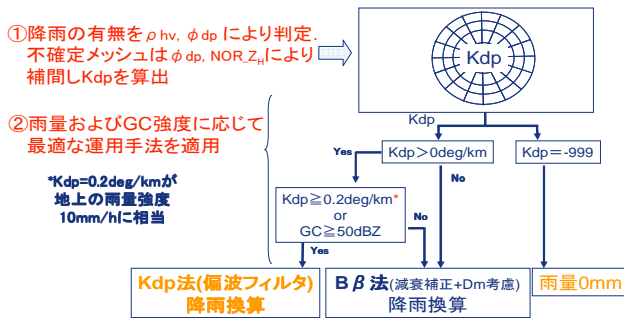 ①降雨の有無をρhv, φdp により判定.
不確定メッシュはφdp, NOR_ZHにより
補間しKdpを算出
Kdp
Kdp
②雨量およびGC強度に応じて
最適な運用手法を適用
*Kdp=0.2deg/kmが
地上の雨量強度
10mm/hに相当
Yes
Kdp＞0deg/km
Kdp=-999
No
Kdp≧0.2deg/km*
or
GC≧50dBZ
No
Yes
Kdp法(偏波フィルタ)
降雨換算
Bβ法(減衰補正+Dm考慮)
降雨換算
雨量0mm